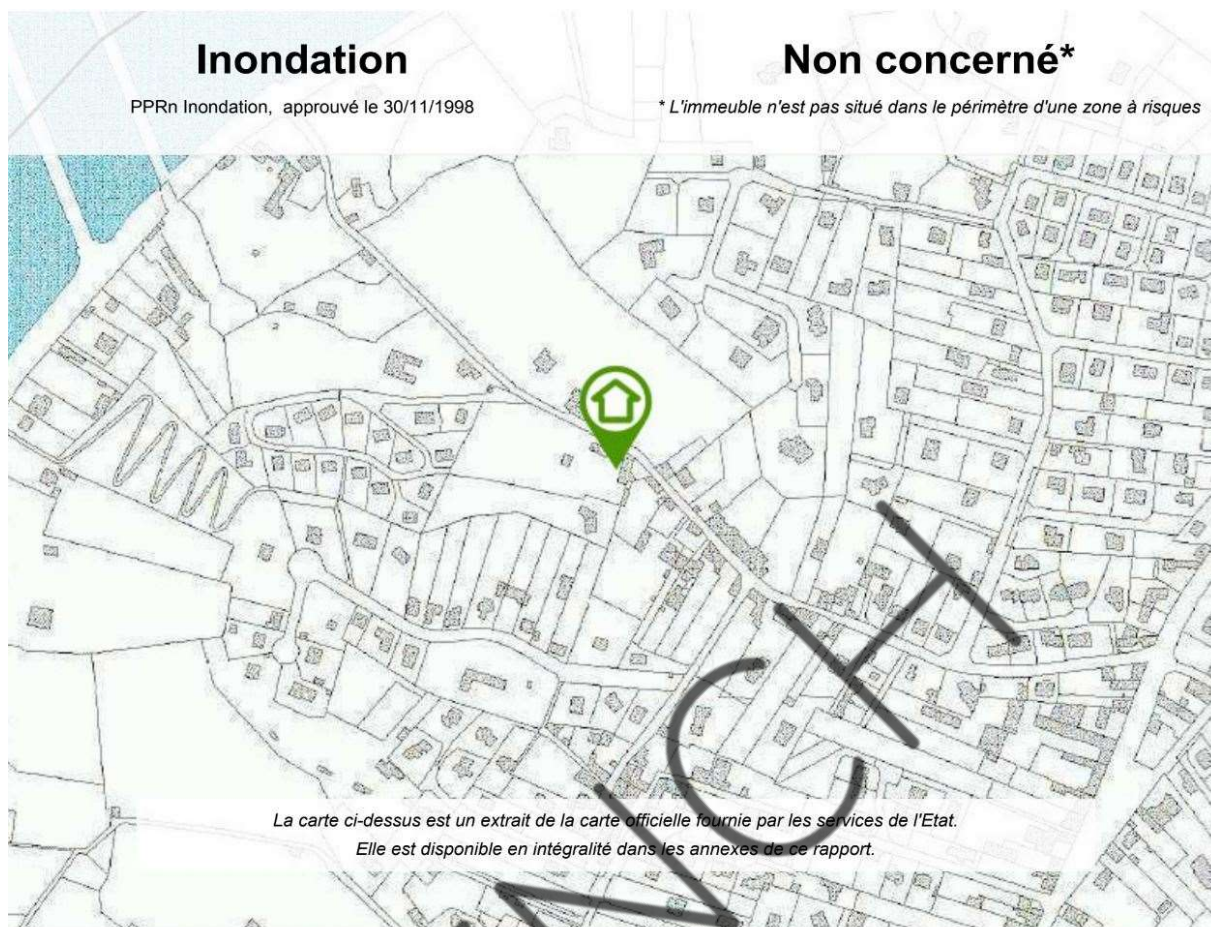 Inondation
Non concerné*
PPRn Inondation, approuvé le 30/11/1998
* L'immeuble n'est pas situé dans le périmètre d'une zone à risques
La carte ci-dessus est un extrait de la carte officielle fournie par les services de l'Etat.
Elle est disponible en intégralité dans les annexes de ce rapport.